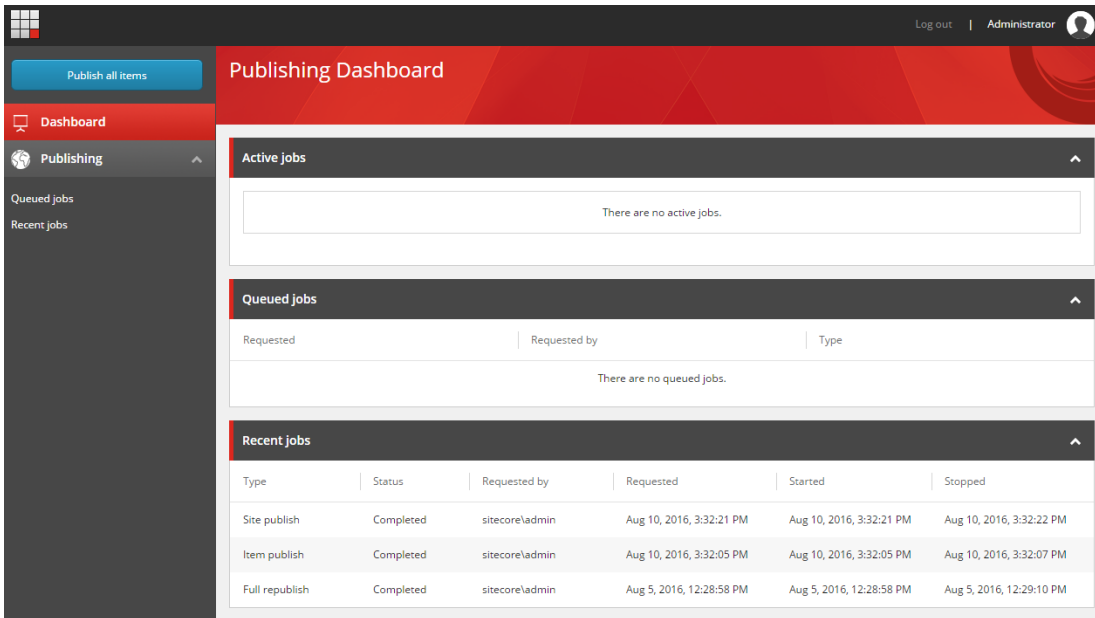 Log out | Administrator
Publish all items
Publishing Dashboard
Dashboard
Publishing
Queued jobs
Recent jobs
Active jobs
There are no active jobs.
Queued jobs
Requested Requested by Type
There are no queued jobs.
Recent jobs
Type Status Requested by Requested Started Stopped
Site publish Completed sitecore\admin Aug 10, 2016, 3:32:21 PM Aug 10, 2016, 3:32:21 PM Aug 10, 2016, 3:32:22 PM
Item publish Completed sitecore\admin Aug 10, 2016, 3:32:05 PM Aug 10, 2016, 3:32:05 PM Aug 10, 2016, 3:32:07 PM
Full republish Completed sitecore\admin Aug 5, 2016, 12:28:58 PM Aug 5, 2016, 12:28:58 PM Aug 5, 2016, 12:29:10 PM